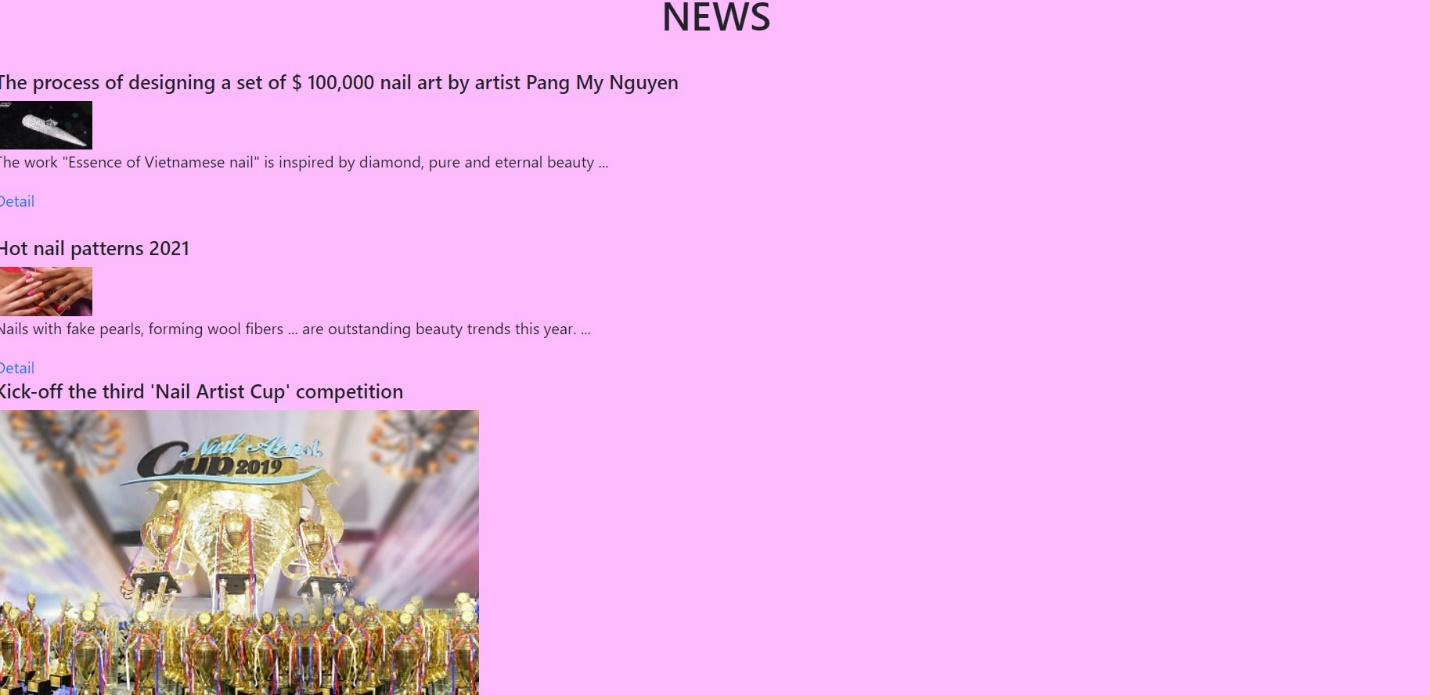 NEWS
The process of designing a set of $ 100,000 nail art by artist Pang My Nguyen
The work "Essence of Vietnamese nail" is inspired by diamond, pure and eternal beauty ...
Detail
Hot nail patterns 2021
Nails with fake pearls, forming wool fibers ... are outstanding beauty trends this year. ...
Detail
Kick-off the third 'Nail Artist Cup' competition
Nail Artist
Cup 2019